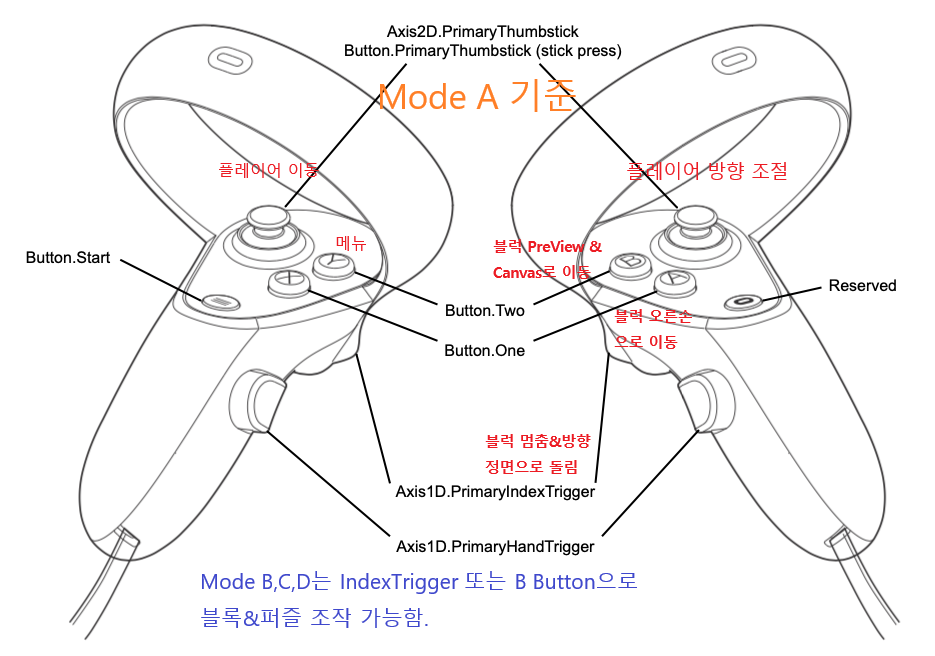 Axis2D.PrimaryThumbstick
Button.PrimaryThumbstick (stick press)
Mode A 기준
플레이어 이동
플레이어 방향 조절
메뉴
블럭 PreView &
Canvas로 이동
Button.Start
Y
X
B
A
Reserved
Button.Two
블럭 오른손
으로 이동
Button.One
블럭 멈춤&방향
정면으로 돌림
Axis1D.PrimaryIndexTrigger
Axis1D.PrimaryHandTrigger
Mode B,C,D는 IndexTrigger 또는 B Button으로
블록&퍼즐 조작 가능함.